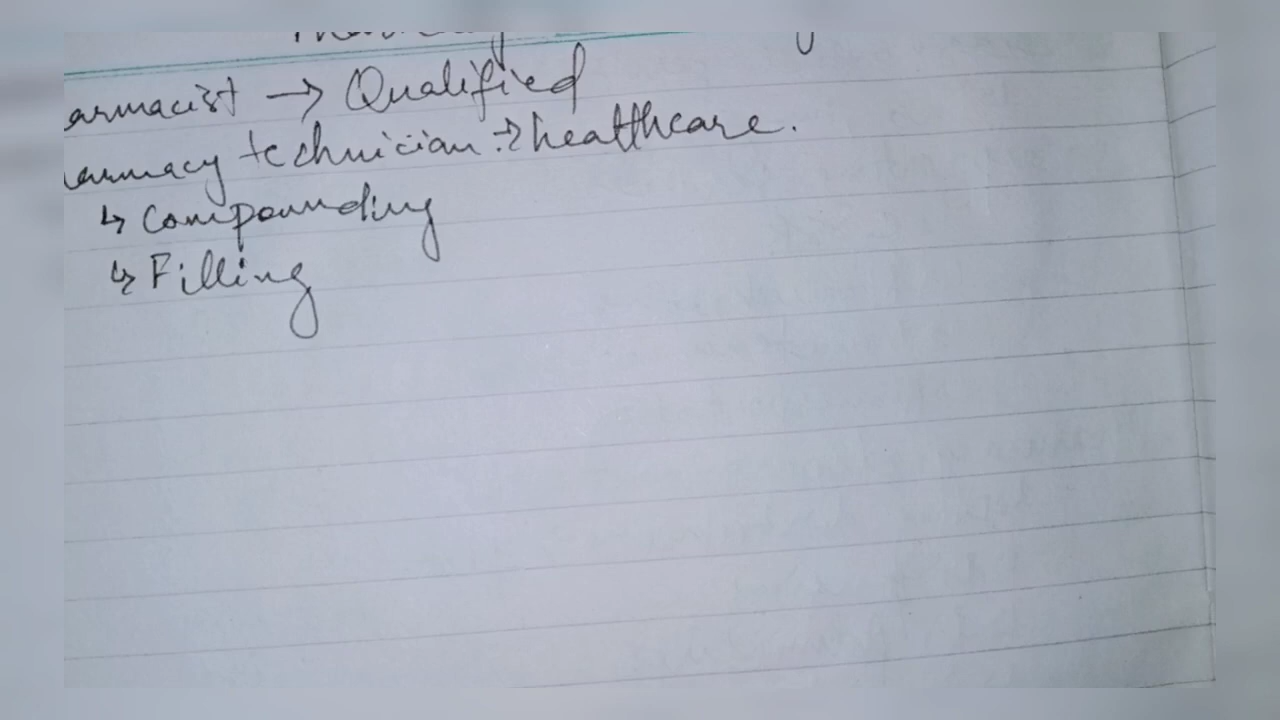 armacist → Qualified
armacy technician :→ healthcare.
↳ Compounding
↳ Filling